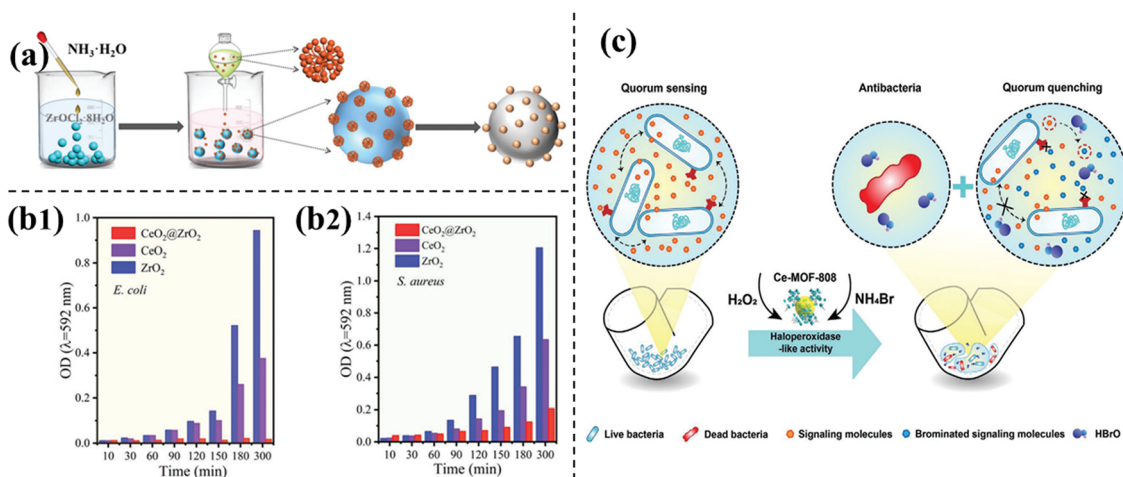 (a)
NH₃·H₂O
ZrOCl₂·8H₂O
(b1)
OD (λ=592 nm)
1.0
0.8
0.6
0.4
0.2
0.0
CeO₂@ZrO₂
CeO₂
ZrO₂
E. coli
10 30 60 90 120 150 180 300
Time (min)
(b2)
OD (λ=592 nm)
1.4
1.2
1.0
0.8
0.6
0.4
0.2
0.0
CeO₂@ZrO₂
CeO₂
ZrO₂
S. aureus
10 30 60 90 120 150 180 300
Time (min)
(c)
Quorum sensing
Antibacteria
Quorum quenching
H₂O₂
Ce-MOF-808
NH₄Br
Haloperoxidase
-like activity
Live bacteria
Dead bacteria
Signaling molecules
Brominated signaling molecules
HBrO